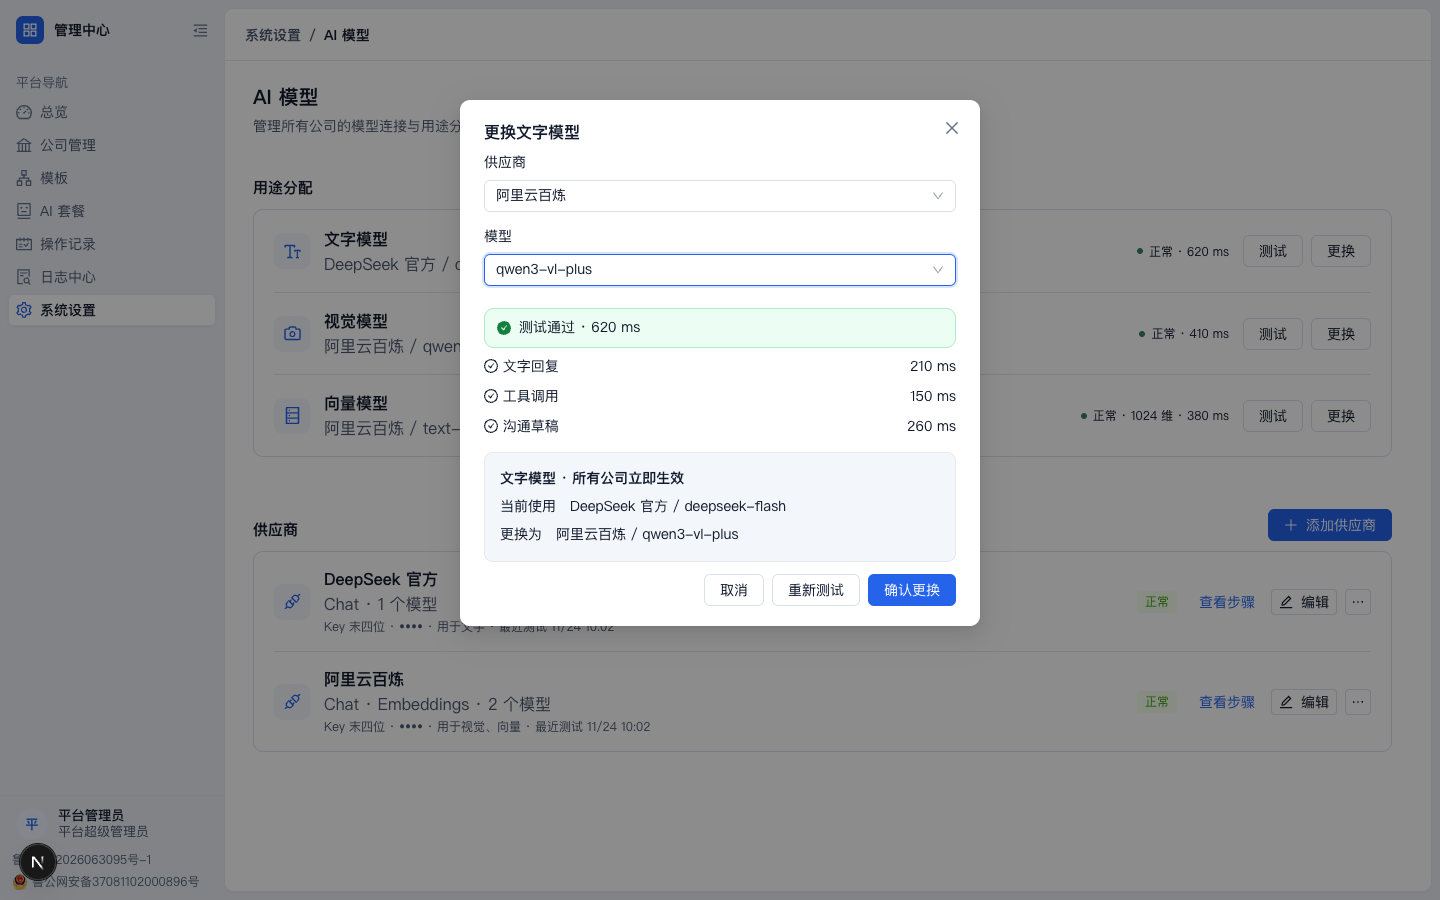 管理中心
平台导航
总览
公司管理
模板
AI 套餐
操作记录
日志中心
系统设置
平
平台管理员
平台超级管理员
2026063095号-1
公网安备37081102000896号
N
系统设置 / AI 模型
AI 模型
管理所有公司的模型连接与用途分
用途分配
Tт 文字模型
DeepSeek 官方 /
正常 · 620 ms 测试 更换
视觉模型
阿里云百炼 / qwen
正常 · 410 ms 测试 更换
向量模型
阿里云百炼 / text-
正常 · 1024 维 · 380 ms 测试 更换
供应商
添加供应商
DeepSeek 官方
Chat · 1 个模型
Key 末四位 · •••• · 用于文字 · 最近测试 11/24 10:02
正常 查看步骤 编辑 ···
阿里云百炼
Chat · Embeddings · 2 个模型
Key 末四位 · •••• · 用于视觉、向量 · 最近测试 11/24 10:02
正常 查看步骤 编辑 ···
更换文字模型
供应商
阿里云百炼
模型
qwen3-vl-plus
测试通过 · 620 ms
文字回复 210 ms
工具调用 150 ms
沟通草稿 260 ms
文字模型 · 所有公司立即生效
当前使用 DeepSeek 官方 / deepseek-flash
更换为 阿里云百炼 / qwen3-vl-plus
取消 重新测试 确认更换